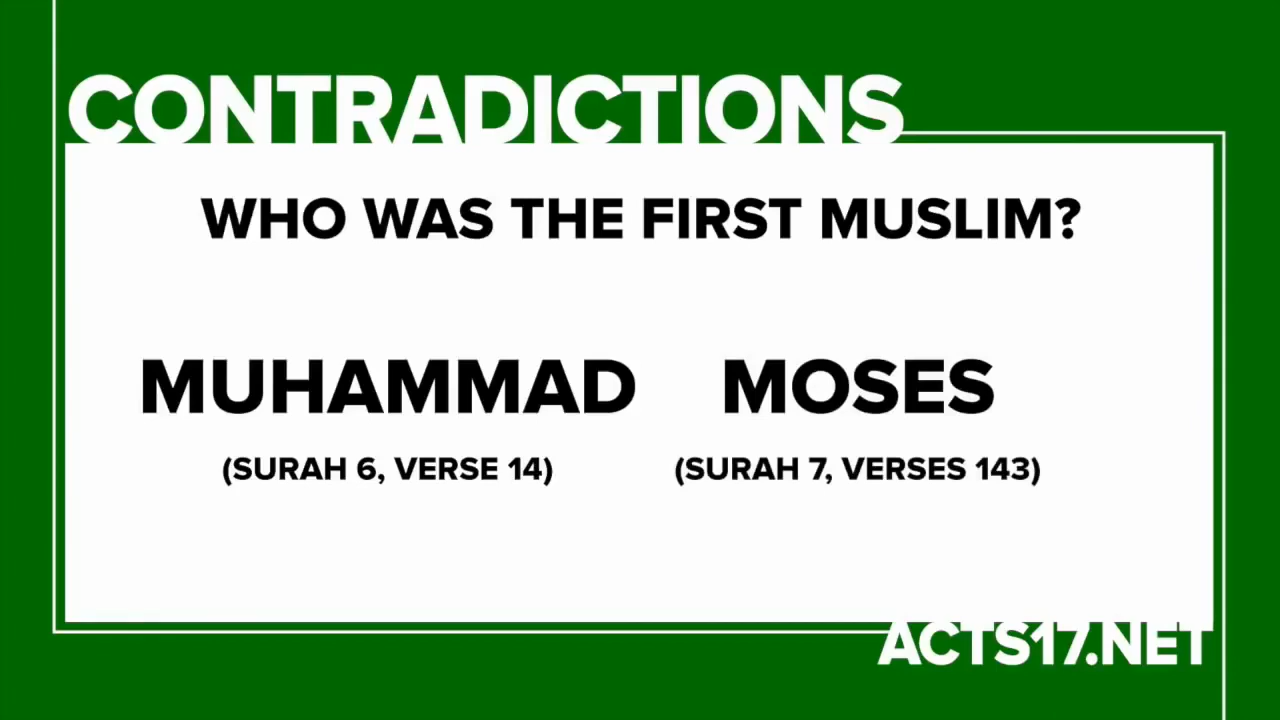 CONTRADICTIONS
WHO WAS THE FIRST MUSLIM?
MUHAMMAD MOSES
(SURAH 6, VERSE 14) (SURAH 7, VERSES 143)
ACTS17.NET